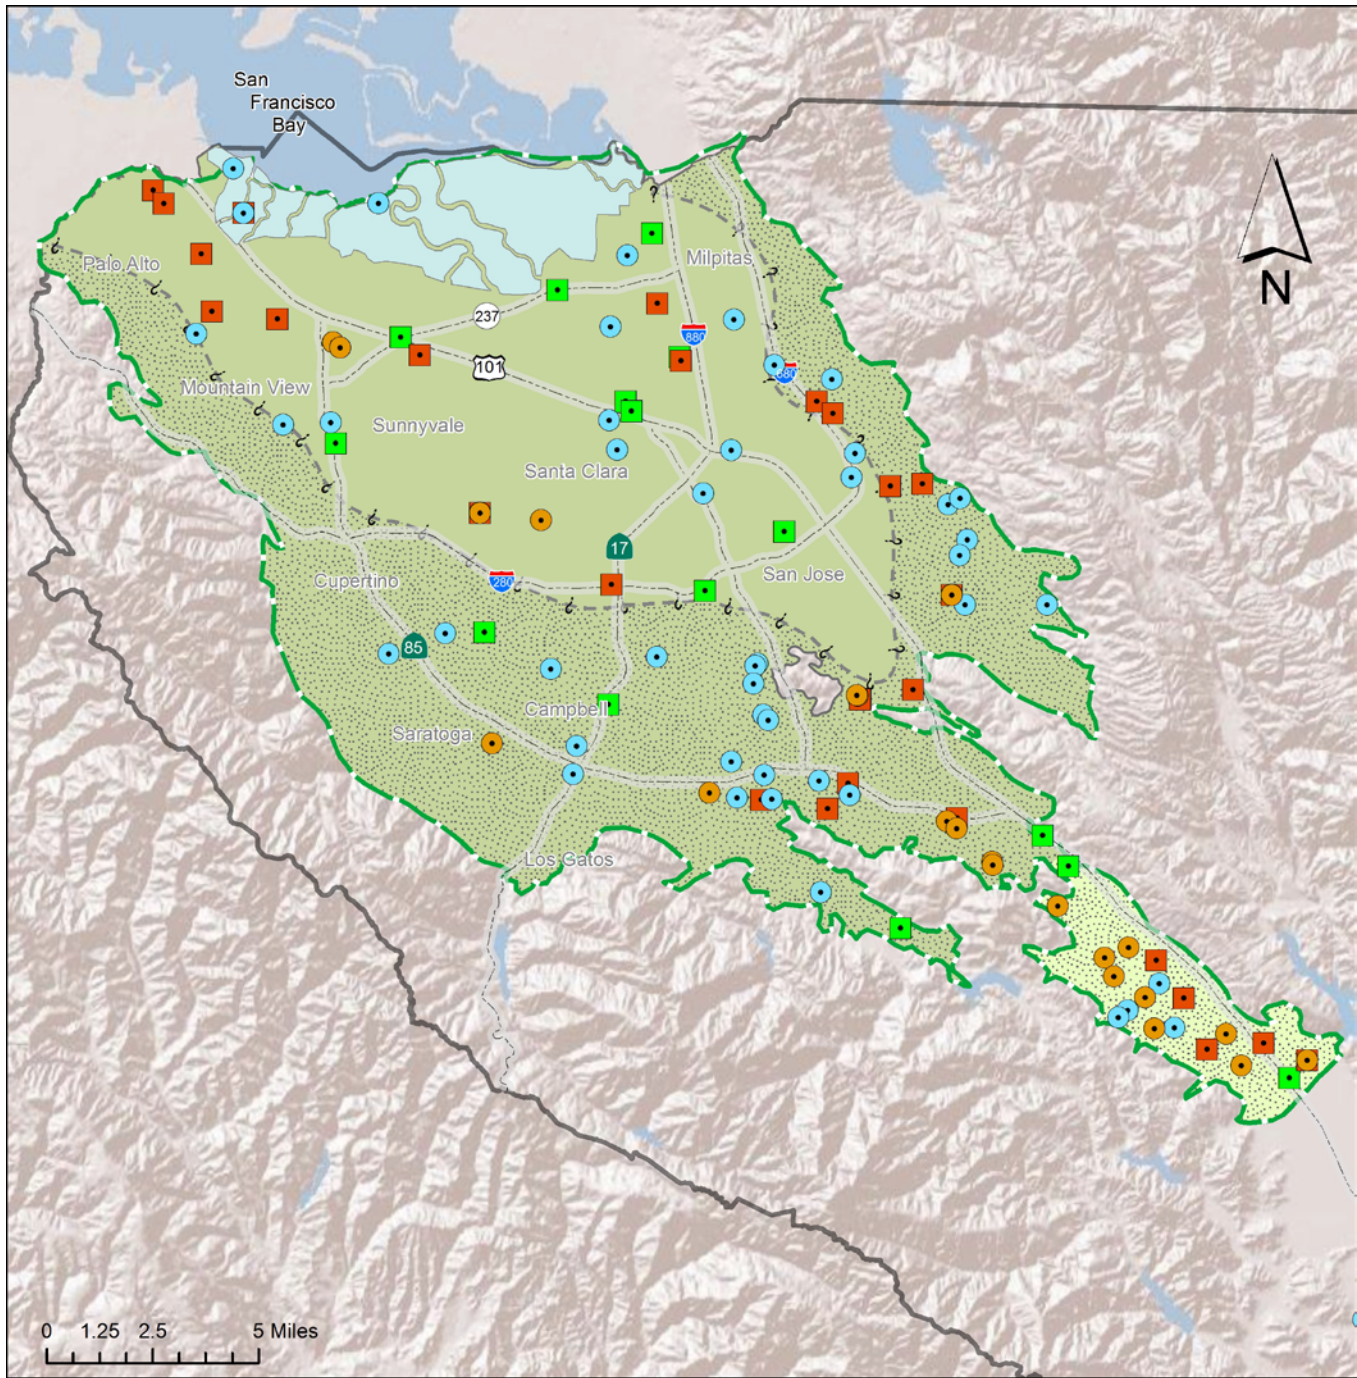 San
Francisco
Bay
Milpitas
Palo Alto
237
880
101
680
Mountain View
Sunnyvale
Santa Clara
17
San Jose
Cupertino
280
85
Campbell
Saratoga
Los Gatos
N
0 1.25 2.5 5 Miles
? ? ? ? ? ? ? ? ? ? ? ? ? ? ? ? ? ? ? ? ?